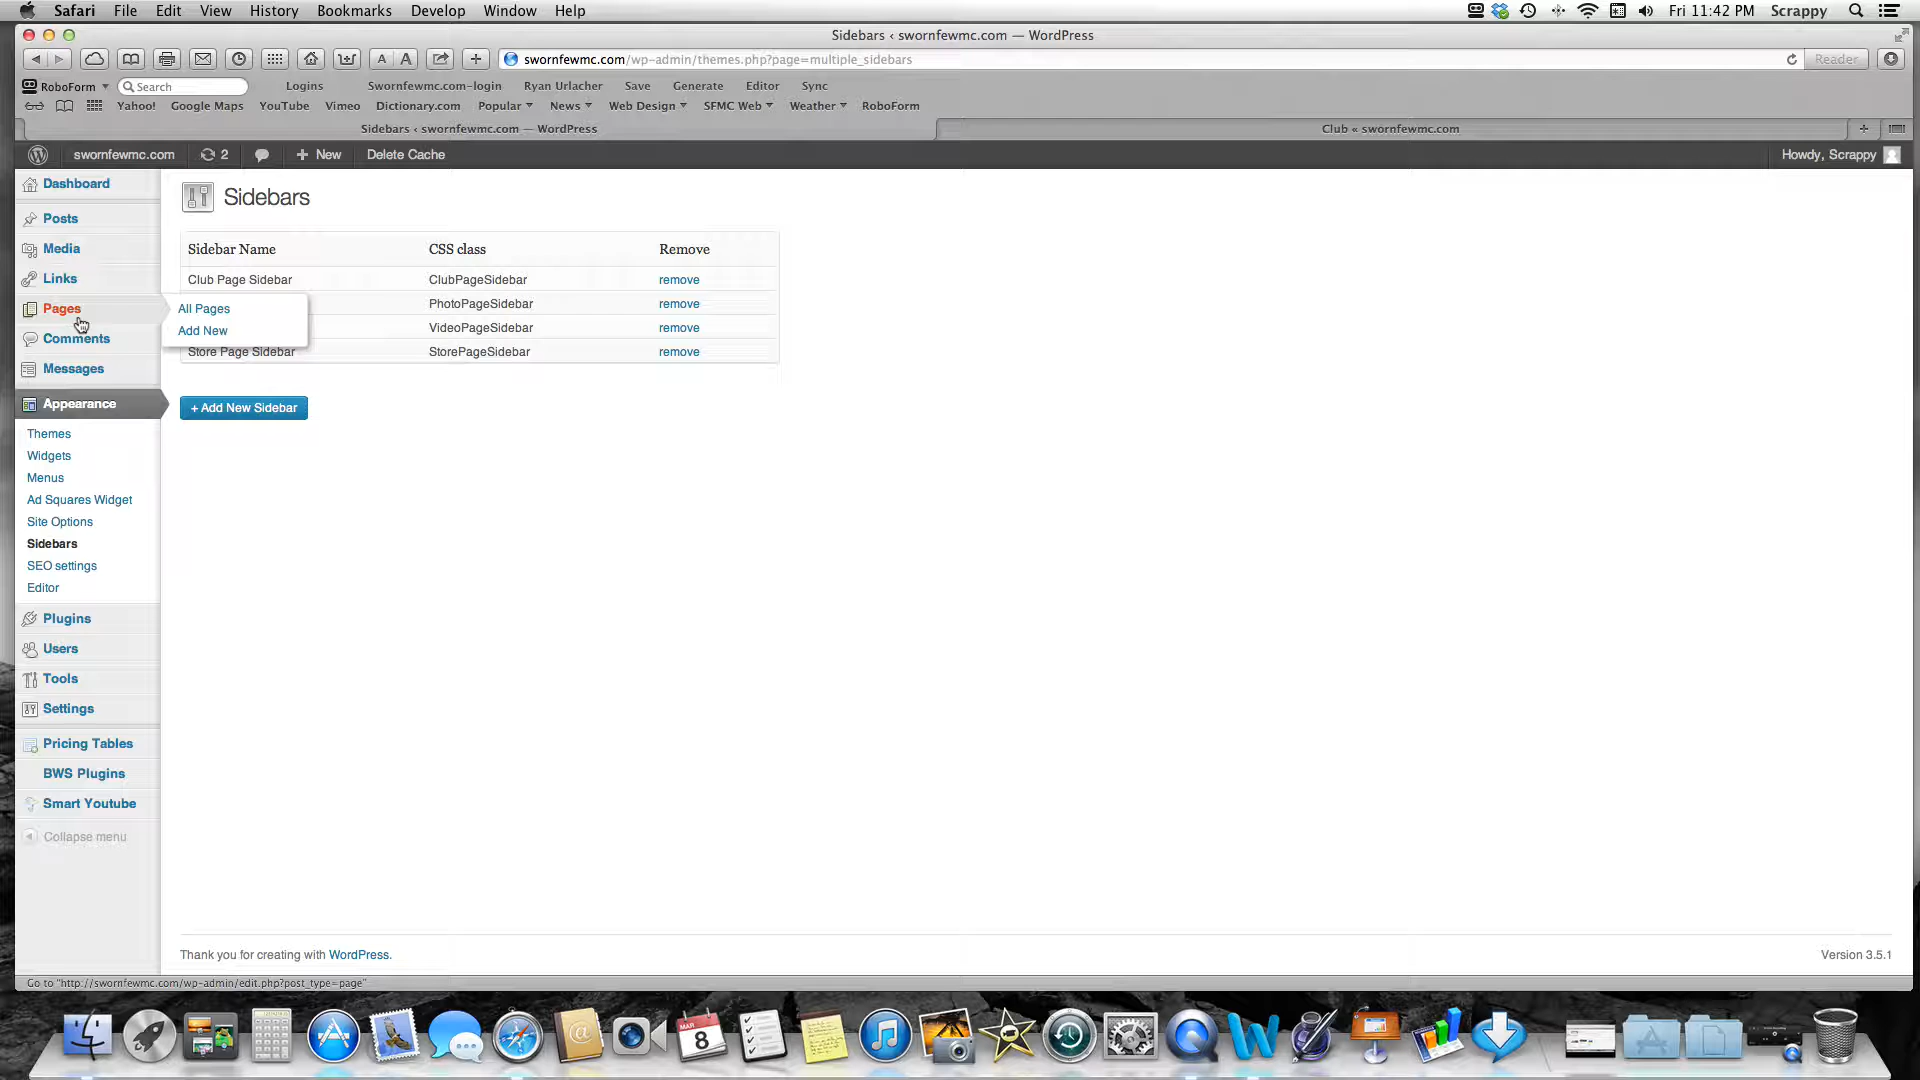 Safari File Edit View History Bookmarks Develop Window Help Fri 11:42 PM Scrappy
Sidebars ‹ swornfewmc.com — WordPress
swornfewmc.com/wp-admin/themes.php?page=multiple_sidebars Reader
RoboForm Search Logins Swornfewmc.com-login Ryan Urlacher Save Generate Editor Sync
Yahoo! Google Maps YouTube Vimeo Dictionary.com Popular News Web Design SFMC Web Weather RoboForm
Sidebars ‹ swornfewmc.com — WordPress Club « swornfewmc.com
swornfewmc.com 2 + New Delete Cache Howdy, Scrappy
Dashboard
Posts
Media
Links
Pages
All Pages
Add New
Comments
Messages
Appearance
Themes
Widgets
Menus
Ad Squares Widget
Site Options
Sidebars
SEO settings
Editor
Plugins
Users
Tools
Settings
Pricing Tables
BWS Plugins
Smart Youtube
Collapse menu
Sidebars
Sidebar Name CSS class Remove
Club Page Sidebar ClubPageSidebar remove
PhotoPageSidebar remove
VideoPageSidebar remove
Store Page Sidebar StorePageSidebar remove
+ Add New Sidebar
Thank you for creating with WordPress. Version 3.5.1
Go to "http://swornfewmc.com/wp-admin/edit.php?post_type=page"
MAR
8